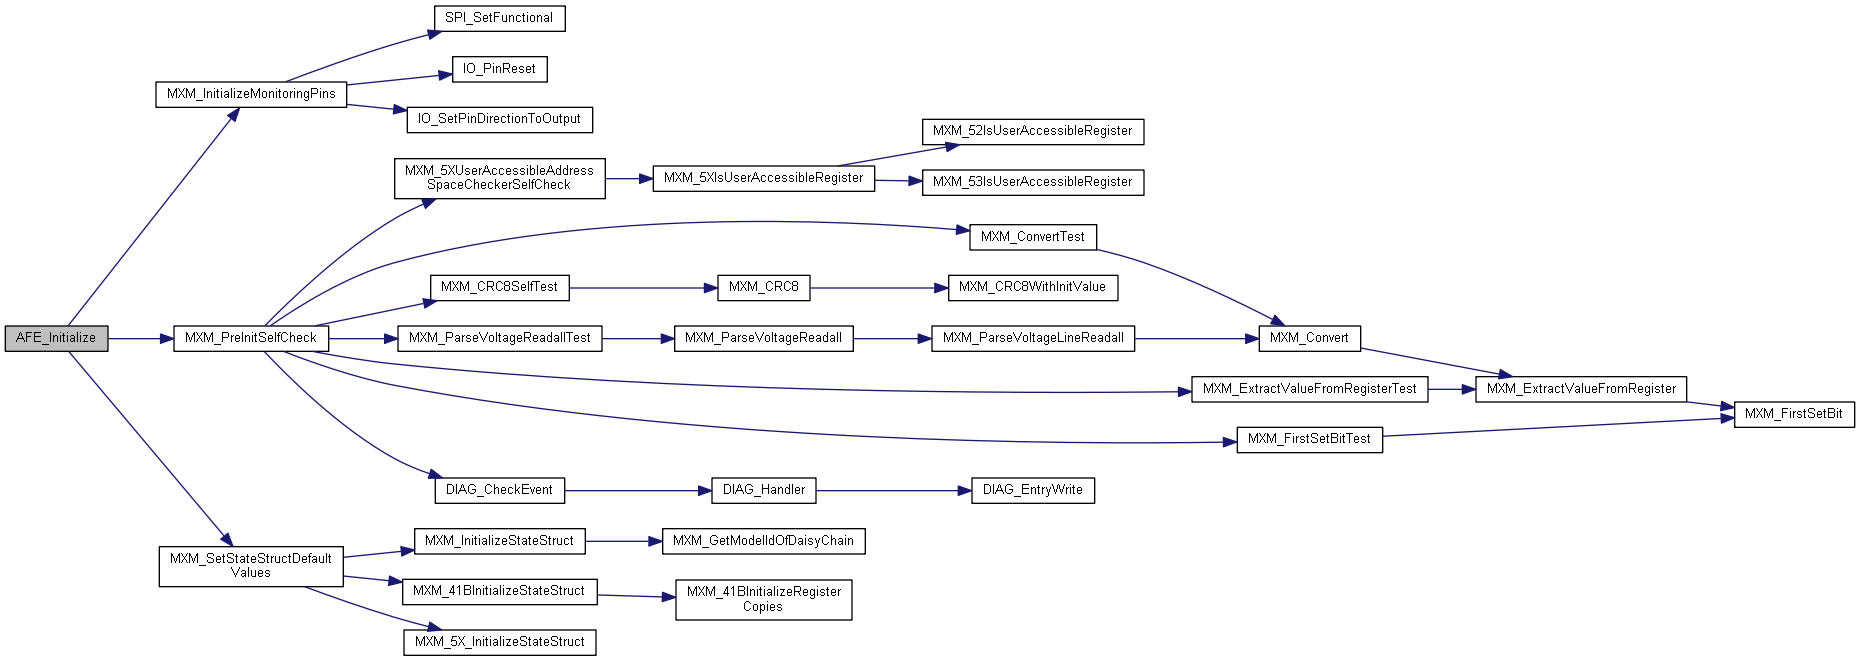 SPI_SetFunctional
IO_PinReset
MXM_InitializeMonitoringPins
IO_SetPinDirectionToOutput
MXM_52IsUserAccessibleRegister
MXM_5XUserAccessibleAddress
SpaceCheckerSelfCheck
MXM_5XIsUserAccessibleRegister
MXM_53IsUserAccessibleRegister
MXM_ConvertTest
MXM_CRC8SelfTest
MXM_CRC8
MXM_CRC8WithInitValue
AFE_Initialize
MXM_PreInitSelfCheck
MXM_ParseVoltageReadallTest
MXM_ParseVoltageReadall
MXM_ParseVoltageLineReadall
MXM_Convert
MXM_ExtractValueFromRegisterTest
MXM_ExtractValueFromRegister
MXM_FirstSetBit
MXM_FirstSetBitTest
DIAG_CheckEvent
DIAG_Handler
DIAG_EntryWrite
MXM_SetStateStructDefault
Values
MXM_InitializeStateStruct
MXM_GetModelIdOfDaisyChain
MXM_41BInitializeStateStruct
MXM_41BInitializeRegister
Copies
MXM_5X_InitializeStateStruct